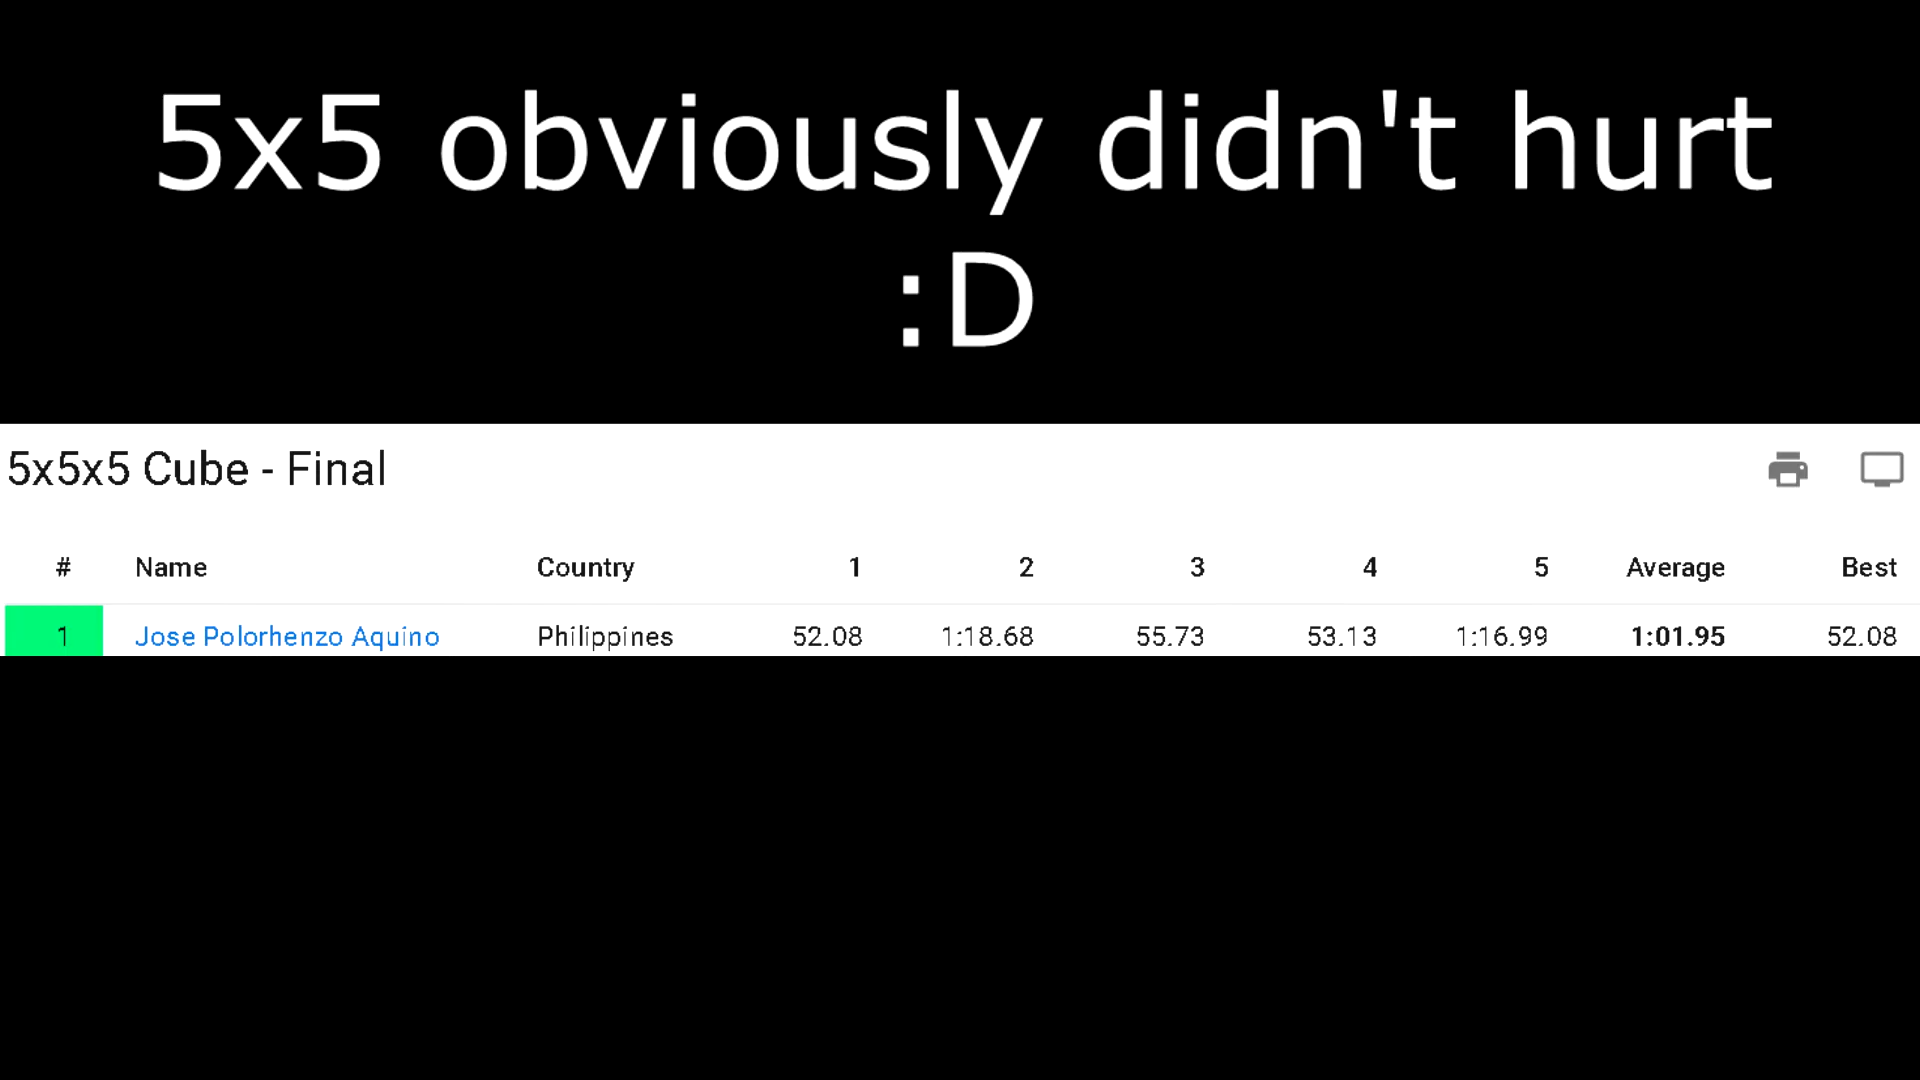 5x5 obviously didn't hurt
:D
5x5x5 Cube - Final
# Name Country 1 2 3 4 5 Average Best
1 Jose Polorhenzo Aquino Philippines 52.08 1:18.68 55.73 53.13 1:16.99 1:01.95 52.08